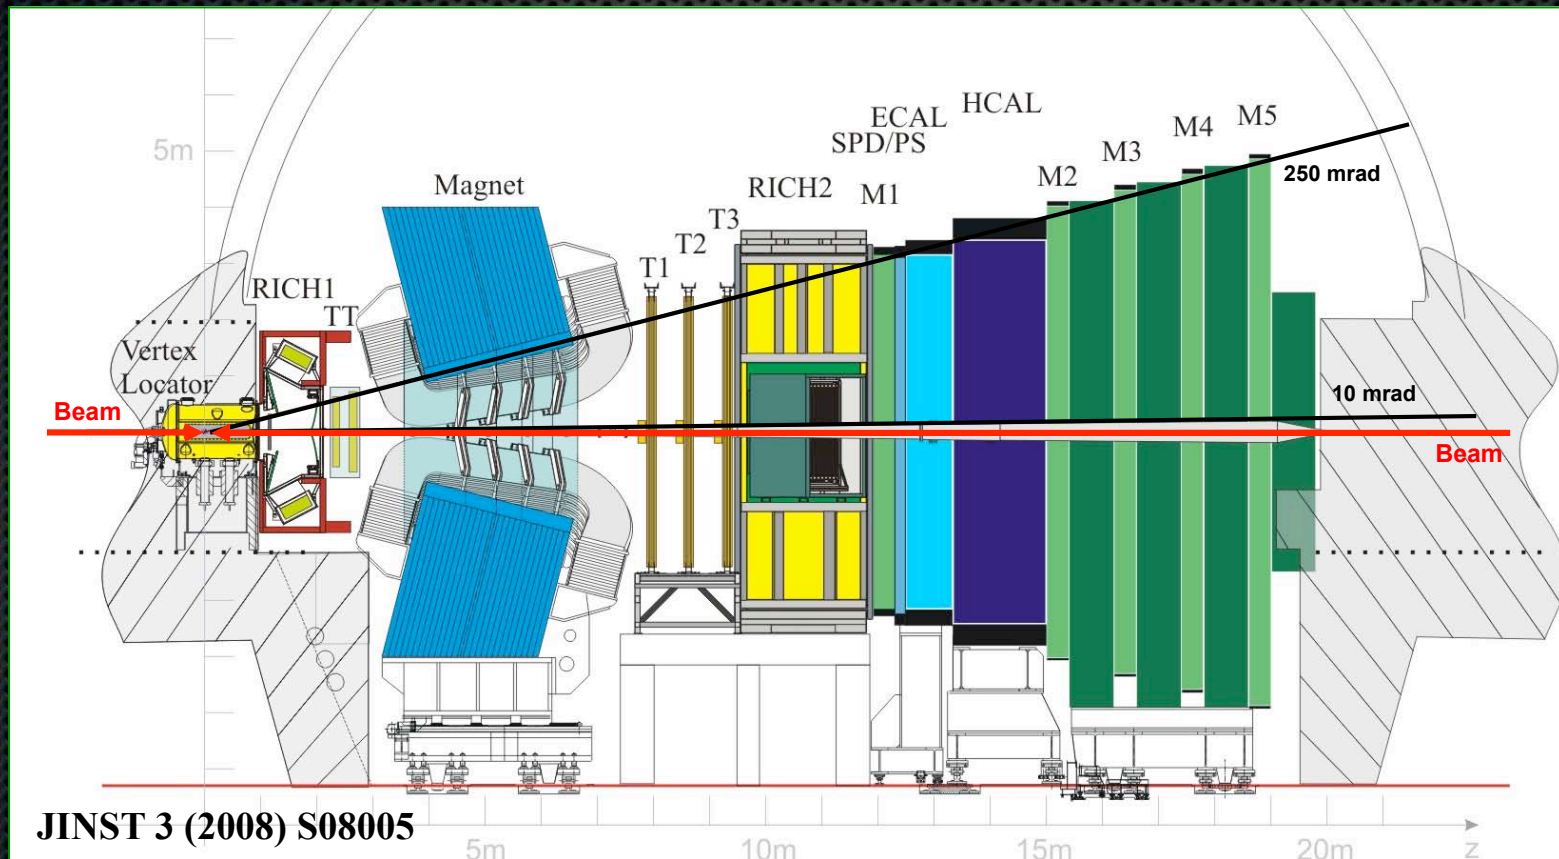 HCAL
ECAL
SPD/PS
M5
M4
M3
M2
M1
5m
250 mrad
Magnet
RICH2
T3
T2
T1
RICH1
TT
Vertex
Locator
10 mrad
Beam
Beam
JINST 3 (2008) S08005
5m
10m
15m
20m
z